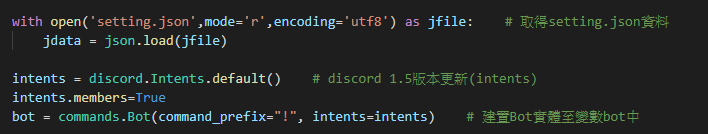 with open('setting.json',mode='r',encoding='utf8') as jfile:    # 取得setting.json資料
    jdata = json.load(jfile)
intents = discord.Intents.default()    # discord 1.5版本更新(intents)
intents.members=True
bot = commands.Bot(command_prefix="!", intents=intents)    # 建置Bot實體至變數bot中